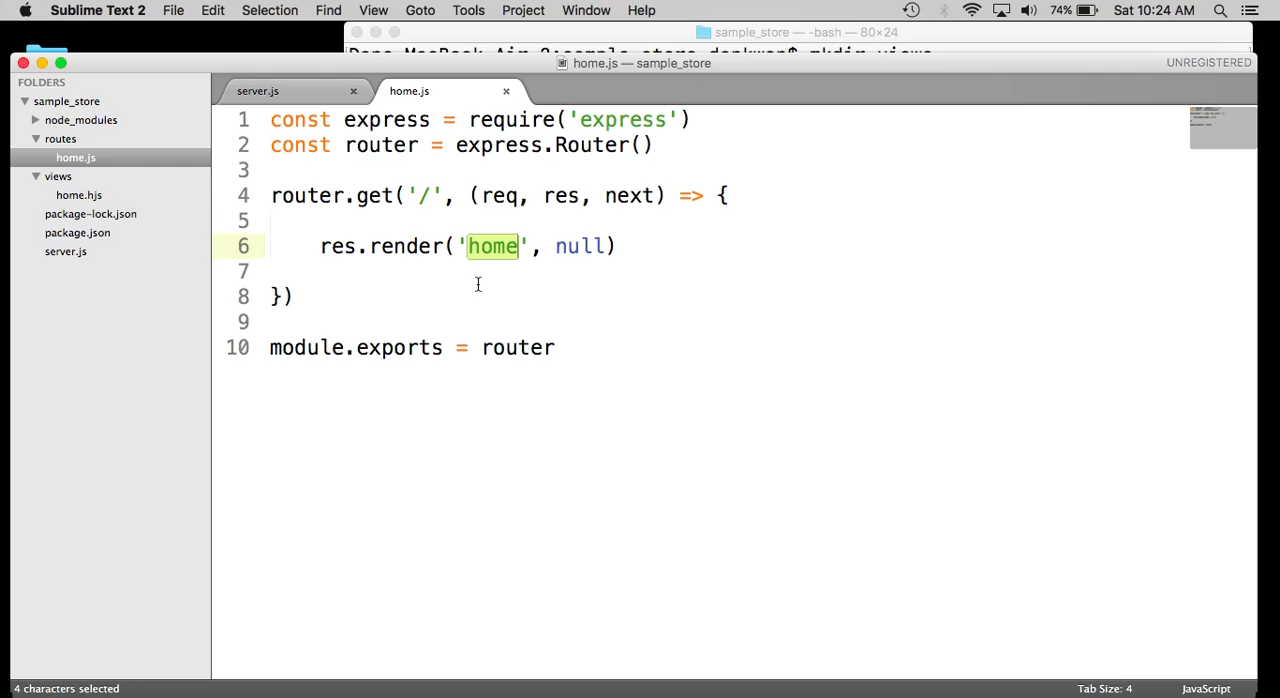 Sublime Text 2 File Edit Selection Find View Goto Tools Project Window Help 74% Sat 10:24 AM
sample_store — -bash — 80×24
home.js — sample_store
UNREGISTERED
FOLDERS
sample_store
node_modules
routes
home.js
views
home.hjs
package-lock.json
package.json
server.js
server.js × home.js ×
1 const express = require('express')
2 const router = express.Router()
3
4 router.get('/', (req, res, next) => {
5
6 res.render('home', null)
7
8 })
9
10 module.exports = router
4 characters selected
Tab Size: 4
JavaScript